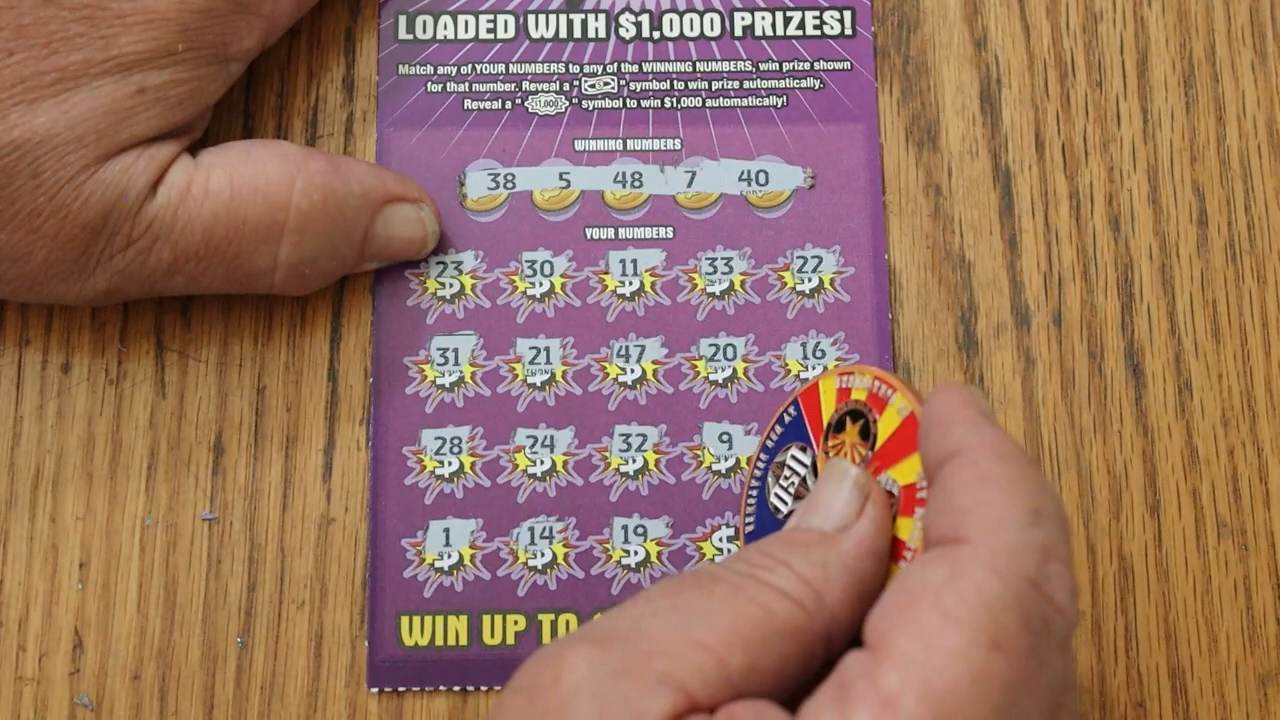 LOADED WITH $1,000 PRIZES!
Match any of YOUR NUMBERS to any of the WINNING NUMBERS, win prize shown
for that number. Reveal a " " symbol to win prize automatically.
Reveal a " $1,000 " symbol to win $1,000 automatically!
WINNING NUMBERS
38 5 48 7 40
YOUR NUMBERS
23 30 11 33 22
$ $ $ $ $
31 21 47 20 16
$ $ $ $
28 24 32 9
$ $ $ $
1 14 19
$ $ $ $
WIN UP TO